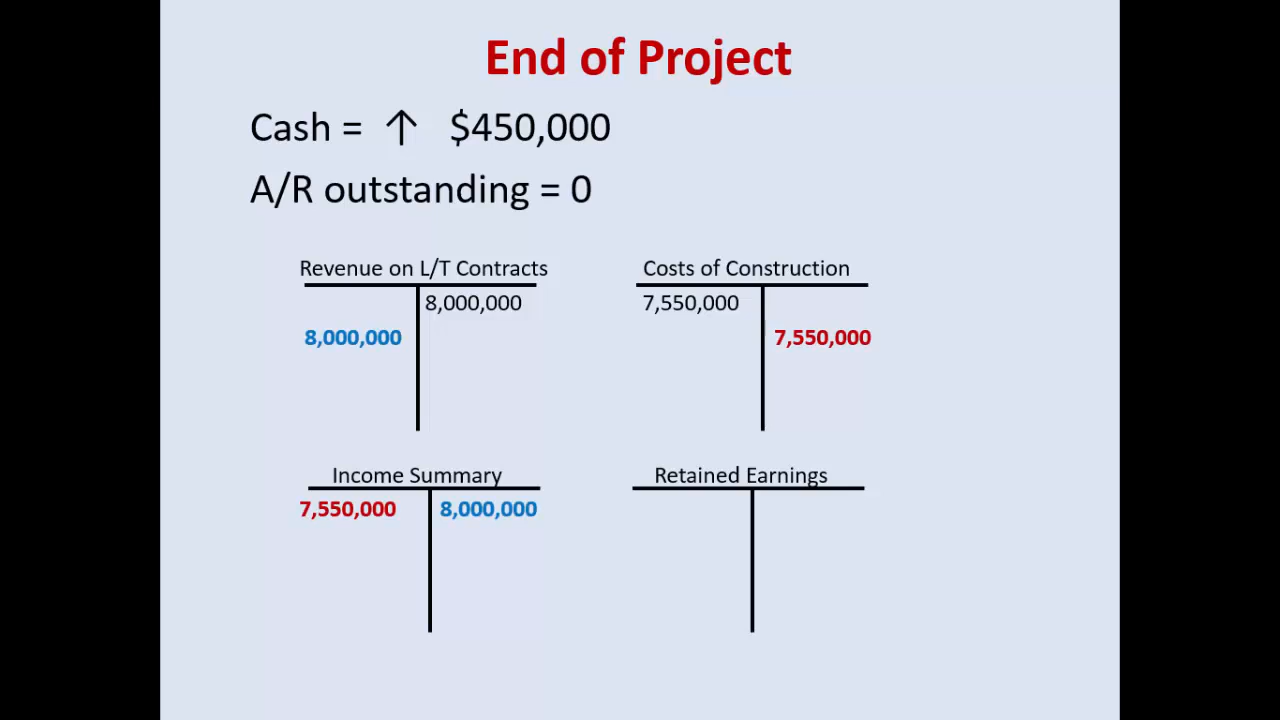 End of Project
Cash = ↑ $450,000
A/R outstanding = 0
Revenue on L/T Contracts
8,000,000
8,000,000
Costs of Construction
7,550,000
7,550,000
Income Summary
7,550,000 8,000,000
Retained Earnings